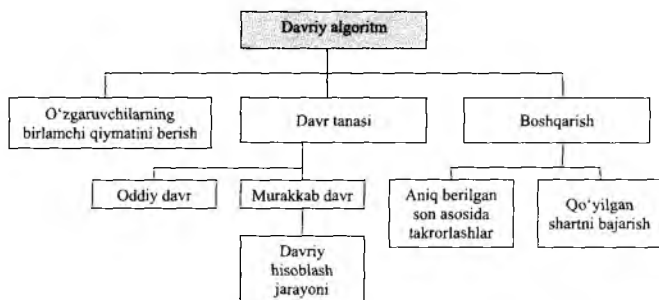 Davriy algoritm
O‘zgaruvchilarning
birlamchi qiymatini berish
Davr tanasi
Boshqarish
Oddiy davr
Murakkab davr
Aniq berilgan
son asosida
takrorlashlar
Qo‘yilgan
shartni bajarish
Davriy
hisoblash
jarayoni